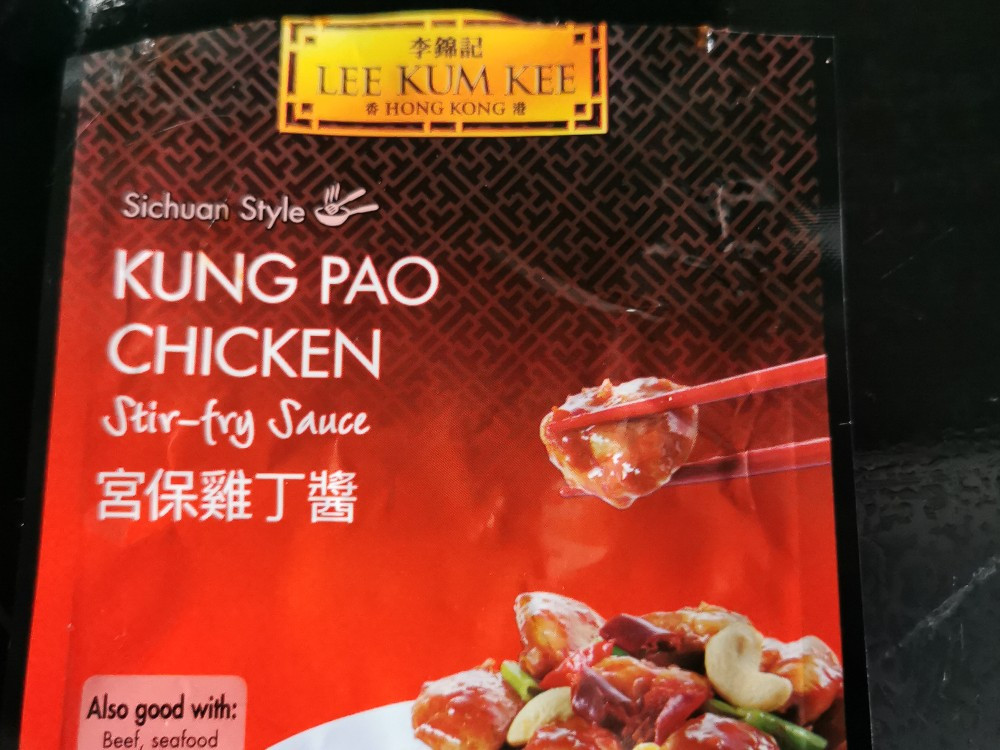 李錦記
LEE KUM KEE
香 HONG KONG 港
Sichuan Style
KUNG PAO
CHICKEN
Stir-fry Sauce
宮保雞丁醬
Also good with:
Beef, seafood